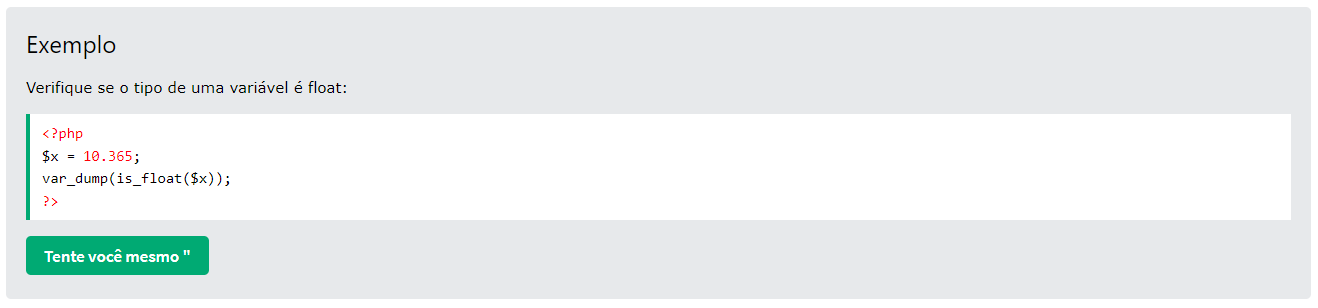 Exemplo
Verifique se o tipo de uma variável é float:
<?php
$x = 10.365;
var_dump(is_float($x));
?>
Tente você mesmo "